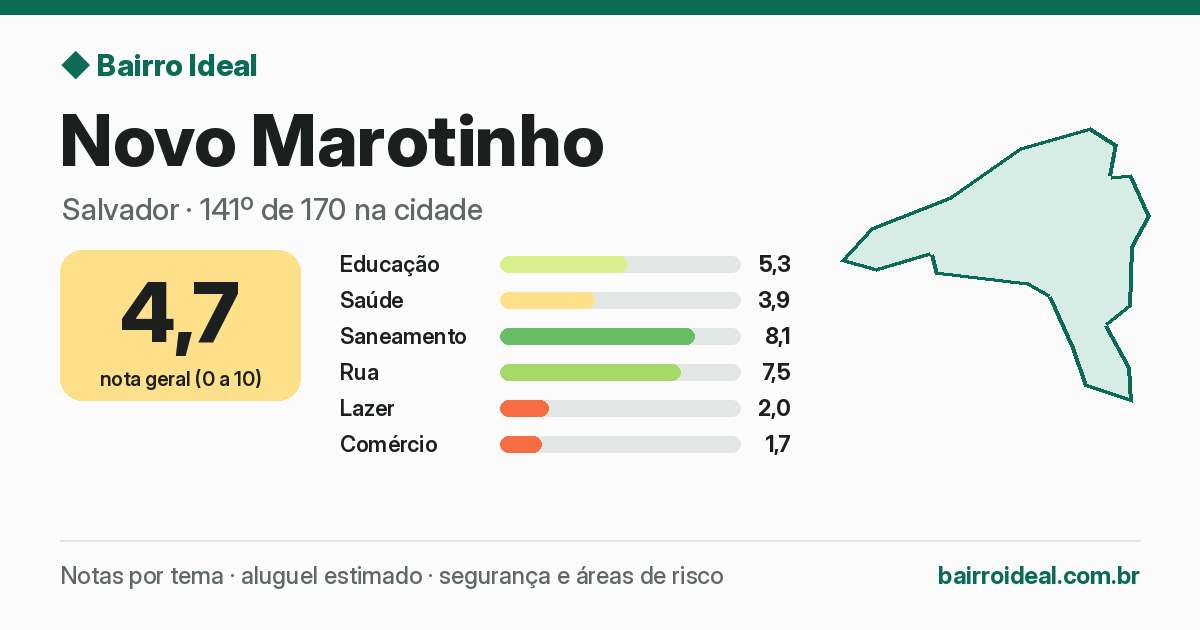 Bairro Ideal
Novo Marotinho
Salvador · 141º de 170 na cidade
4,7
nota geral (0 a 10)
Educação 5,3
Saúde 3,9
Saneamento 8,1
Rua 7,5
Lazer 2,0
Comércio 1,7
Notas por tema · aluguel estimado · segurança e áreas de risco
bairroideal.com.br